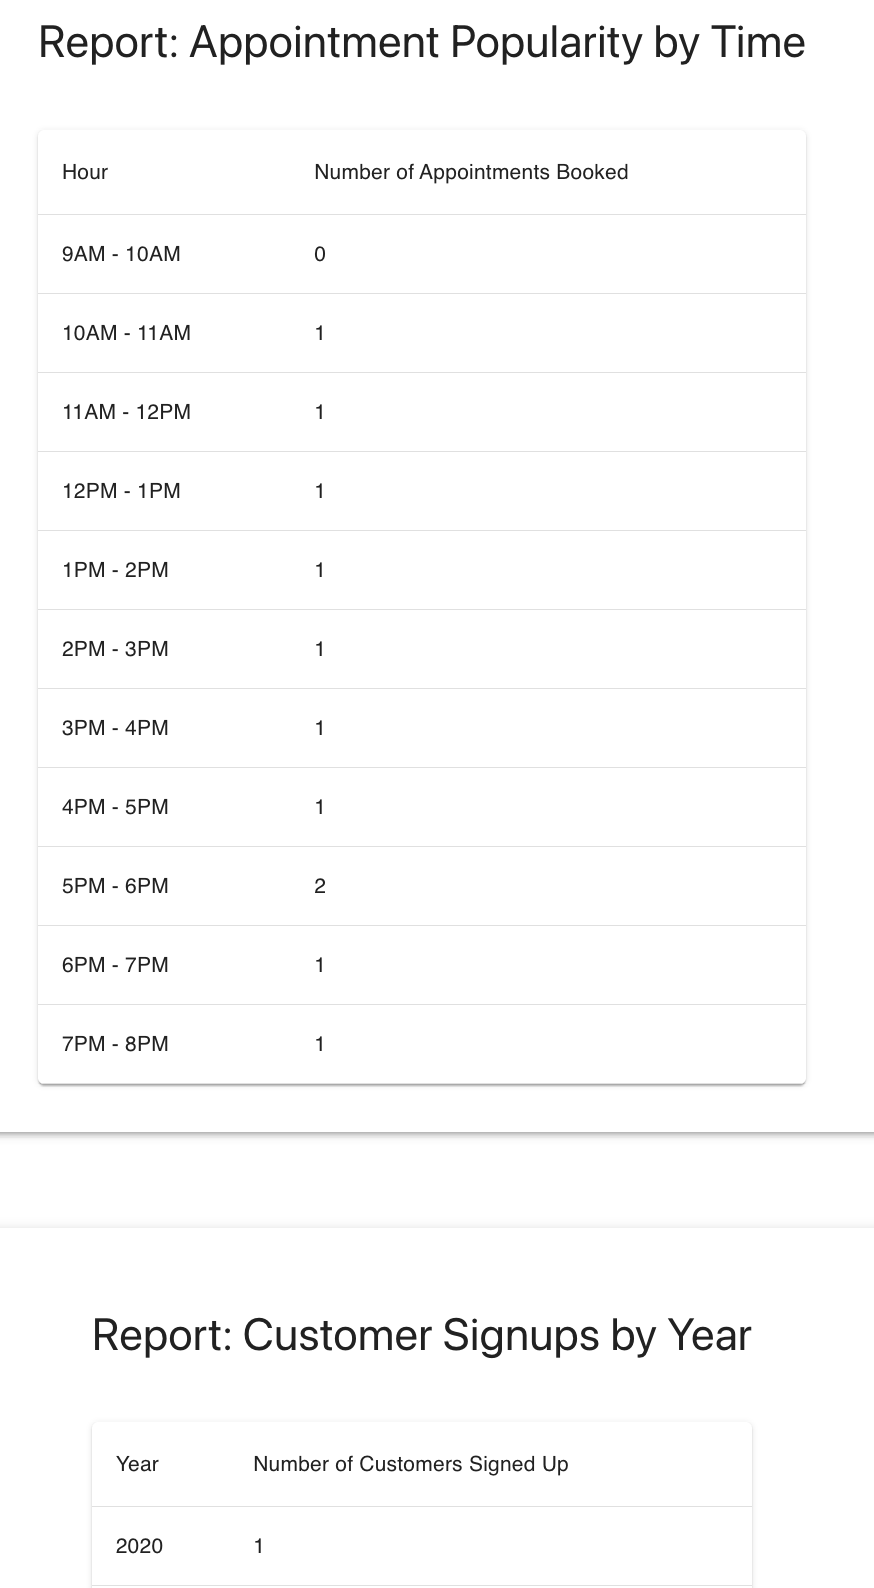 Report: Appointment Popularity by Time
Hour Number of Appointments Booked
9AM - 10AM 0
10AM - 11AM 1
11AM - 12PM 1
12PM - 1PM 1
1PM - 2PM 1
2PM - 3PM 1
3PM - 4PM 1
4PM - 5PM 1
5PM - 6PM 2
6PM - 7PM 1
7PM - 8PM 1
Report: Customer Signups by Year
Year Number of Customers Signed Up
2020 1